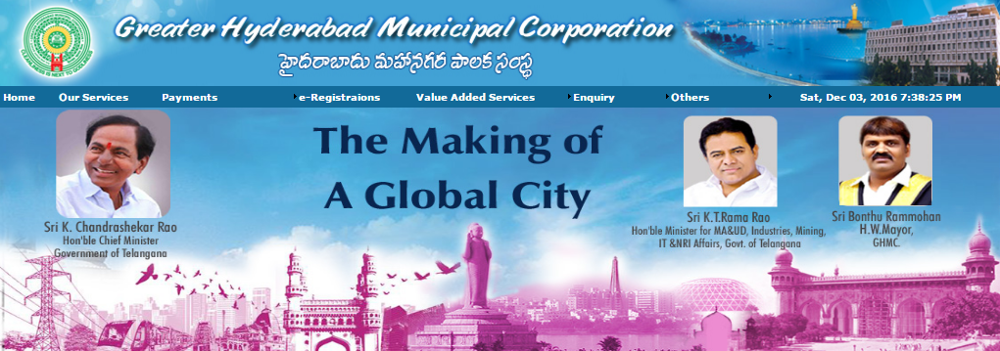 Greater Hyderabad Municipal Corporation
హైదరాబాదు మహానగర పాలక సంస్థ
Home Our Services Payments e-Registraions Value Added Services Enquiry Others Sat, Dec 03, 2016 7:38:25 PM
The Making of
A Global City
Sri K. Chandrashekar Rao
Hon'ble Chief Minister
Government of Telangana
Sri K.T.Rama Rao
Hon'ble Minister for MA&UD, Industries, Mining,
IT &NRI Affairs, Govt. of Telangana
Sri Bonthu Rammohan
H.W.Mayor,
GHMC.